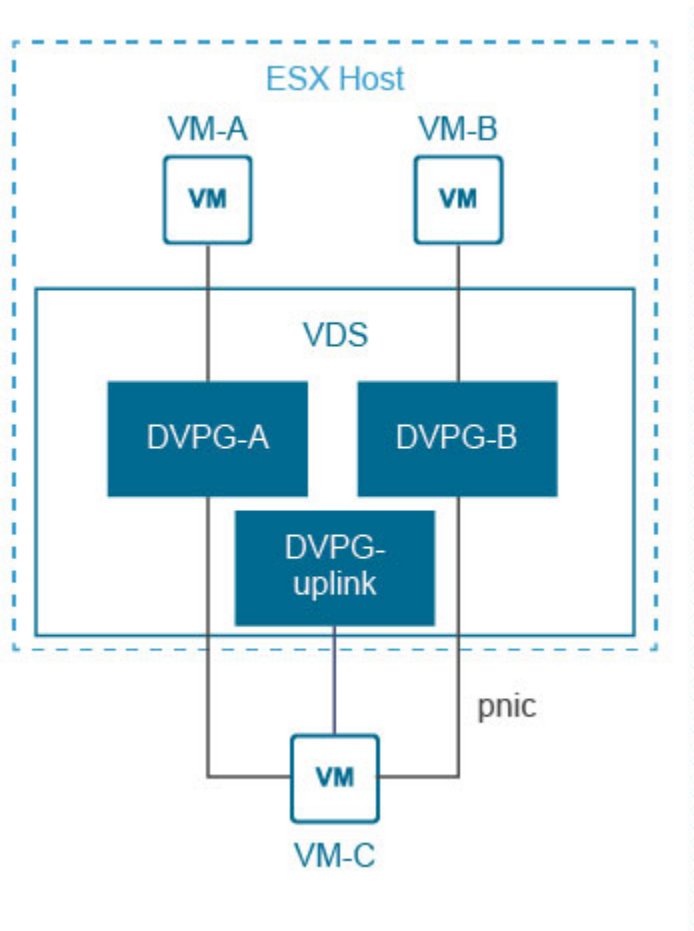 ESX Host
VM-A
VM-B
VM
VM
VDS
DVPG-A
DVPG-B
DVPG-
uplink
pnic
VM
VM-C